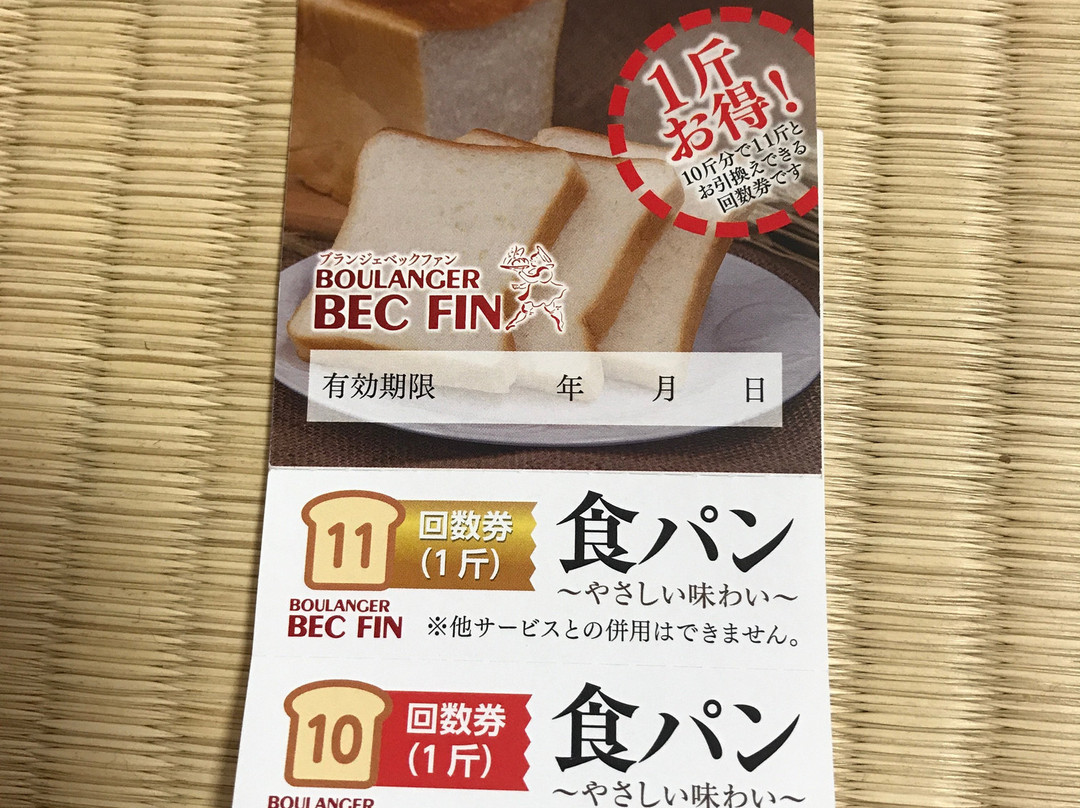 1斤
お得！
10斤分で11斤と
お引換えできる
回数券です
ブランジェベックファン
BOULANGER
BEC FIN
有効期限 年 月 日
11
回数券
(1斤)
食パン
～やさしい味わい～
BOULANGER
BEC FIN
※他サービスとの併用はできません。
10
回数券
(1斤)
食パン
～やさしい味わい～
BOULANGER